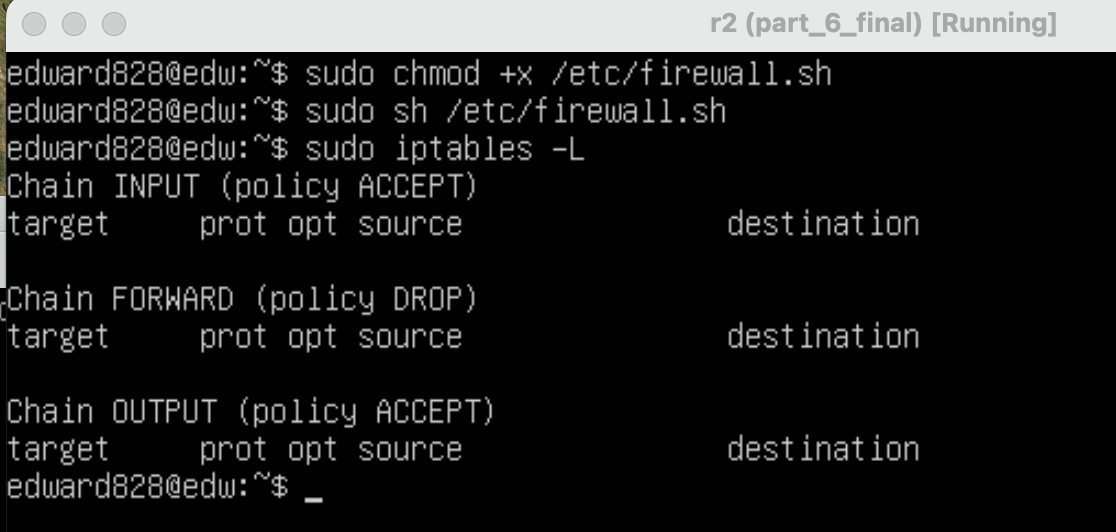 r2 (part_6_final) [Running]
edward828@edw:~$ sudo chmod +x /etc/firewall.sh
edward828@edw:~$ sudo sh /etc/firewall.sh
edward828@edw:~$ sudo iptables -L
Chain INPUT (policy ACCEPT)
target     prot opt source               destination

Chain FORWARD (policy DROP)
target     prot opt source               destination

Chain OUTPUT (policy ACCEPT)
target     prot opt source               destination
edward828@edw:~$ _